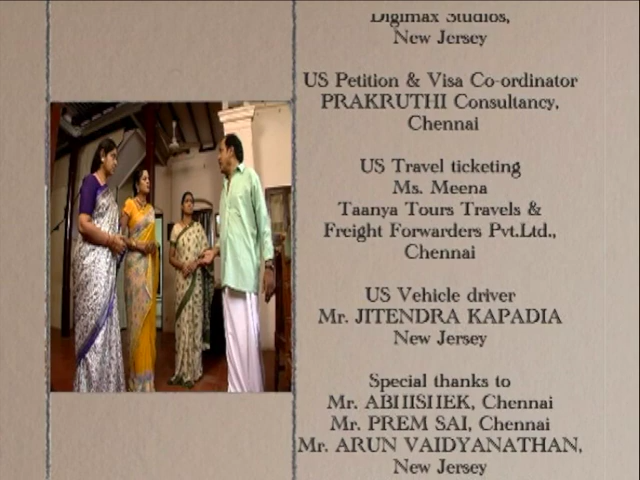 Digimax Studios,
New Jersey
US Petition & Visa Co-ordinator
PRAKRUTHI Consultancy,
Chennai
US Travel ticketing
Ms. Meena
Taanya Tours Travels &
Freight Forwarders Pvt.Ltd.,
Chennai
US Vehicle driver
Mr. JITENDRA KAPADIA
New Jersey
Special thanks to
Mr. ABHISHEK, Chennai
Mr. PREM SAI, Chennai
Mr. ARUN VAIDYANATHAN,
New Jersey